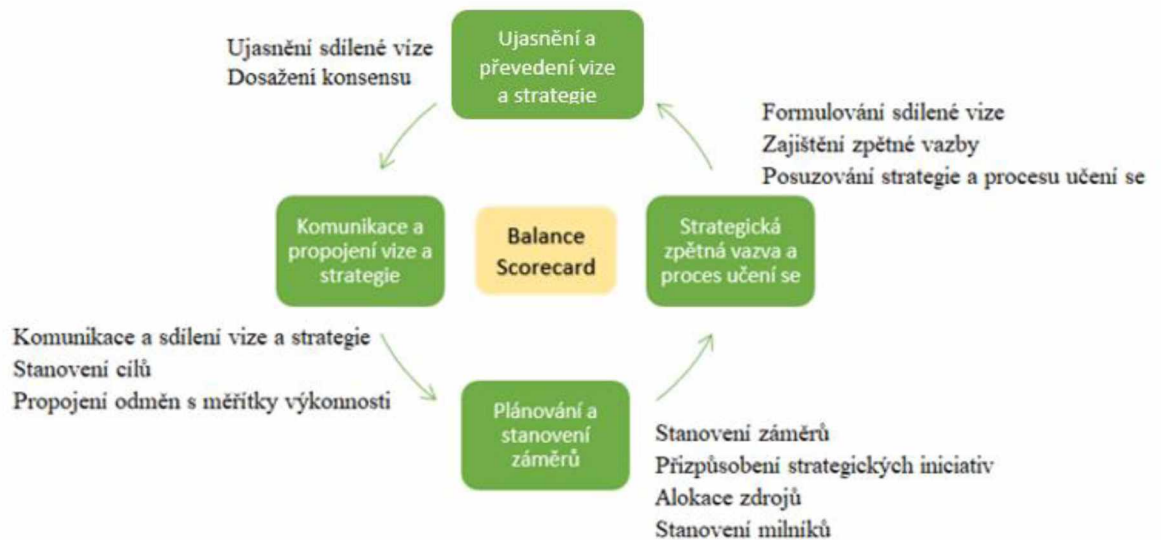 Ujasnění a
převedení vize
a strategie
Ujasnění sdílené vize
Dosažení konsensu
Formulování sdílené vize
Zajištění zpětné vazby
Posuzování strategie a procesu učení se
Komunikace a
propojení vize a
strategie
Balance
Scorecard
Strategická
zpětná vazva a
proces učení se
Komunikace a sdílení vize a strategie
Stanovení cílů
Propojení odměn s měřítky výkonnosti
Plánování a
stanovení
záměrů
Stanovení záměrů
Přizpůsobení strategických iniciativ
Alokace zdrojů
Stanovení milníků